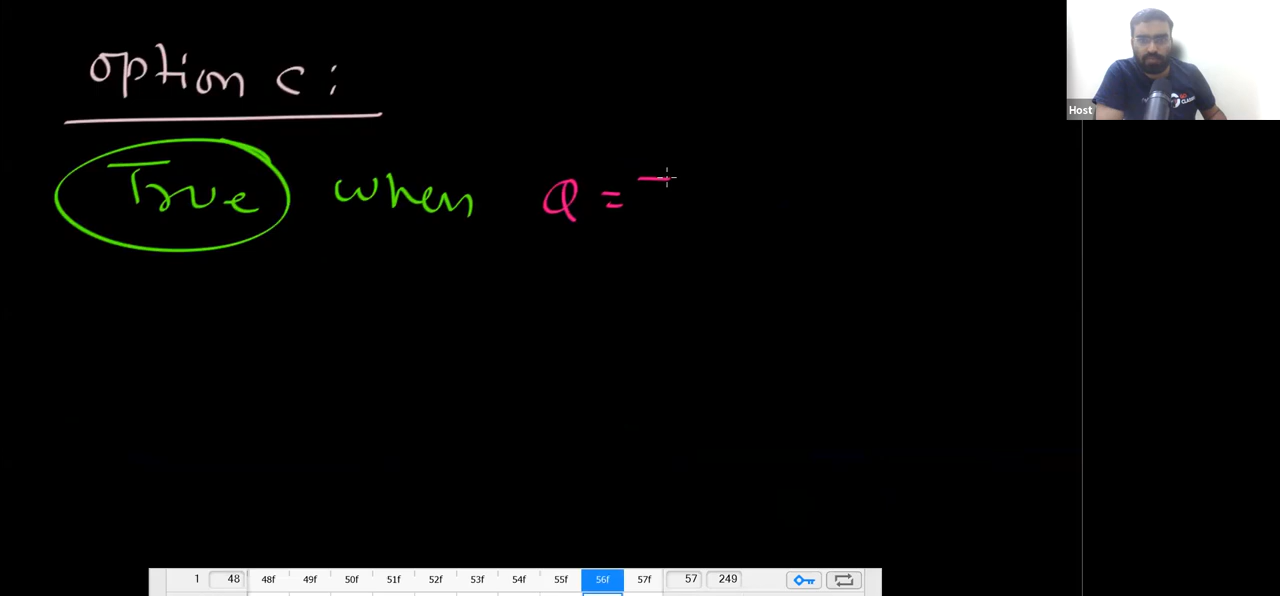 option c:
True when Q =
Host
1 48 48f 49f 50f 51f 52f 53f 54f 55f 56f 57f 57 249